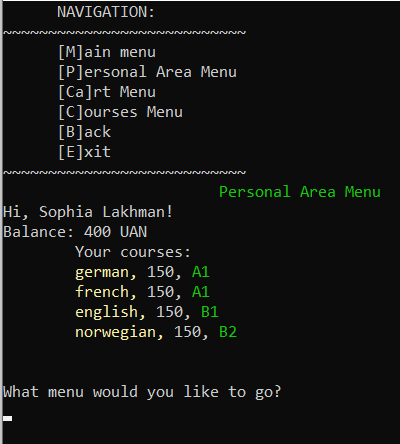 NAVIGATION:
~~~~~~~~~~~~~~~~~~~~~~~~~~~
[M]ain menu
[P]ersonal Area Menu
[Ca]rt Menu
[C]ourses Menu
[B]ack
[E]xit
~~~~~~~~~~~~~~~~~~~~~~~~~~~
Personal Area Menu
Hi, Sophia Lakhman!
Balance: 400 UAN
Your courses:
german, 150, A1
french, 150, A1
english, 150, B1
norwegian, 150, B2
What menu would you like to go?